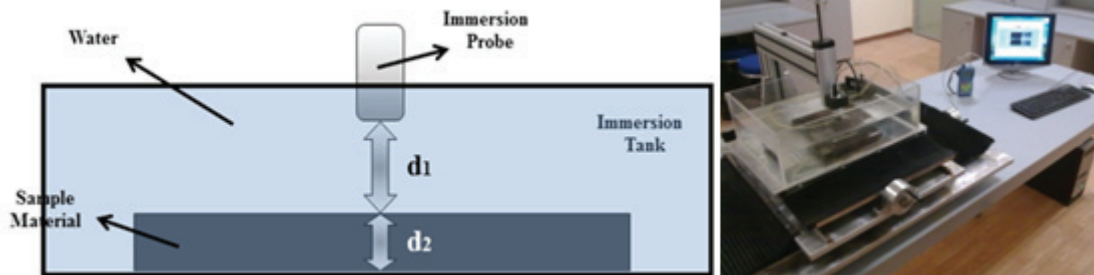 Water
Immersion
Probe
Immersion
Tank
d1
Sample
Material
d2